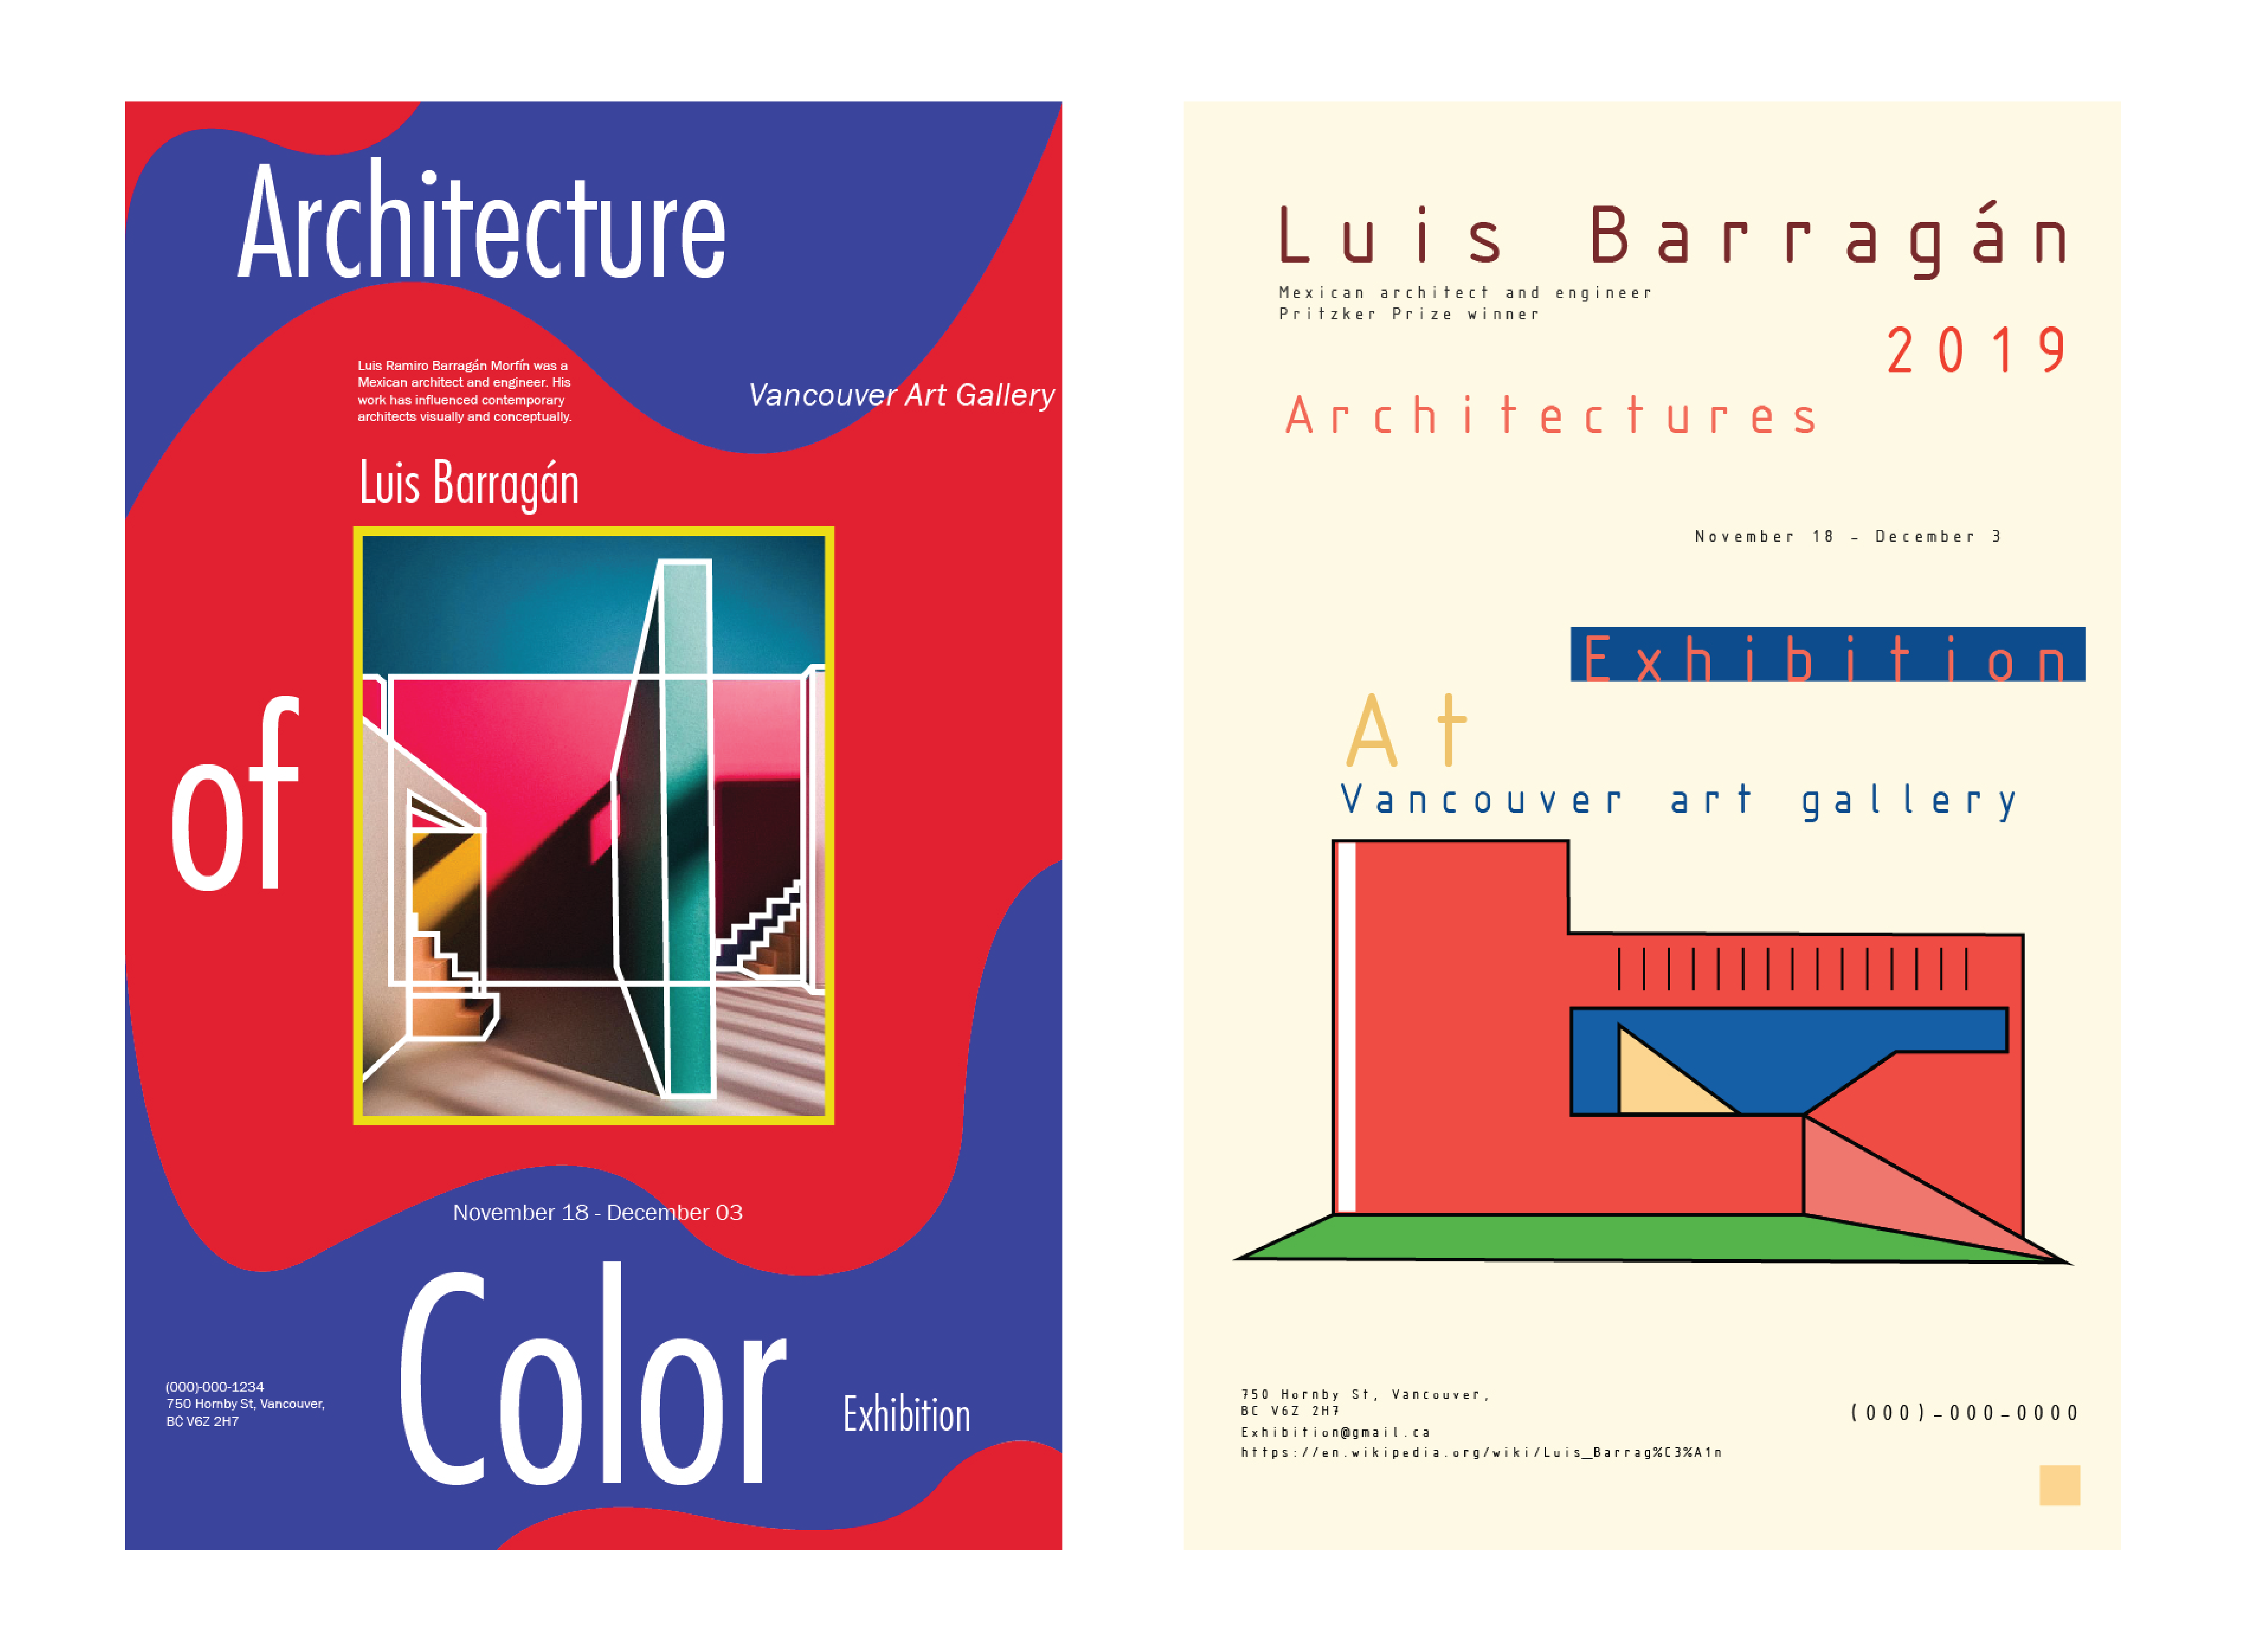 Architecture
Luis Ramiro Barragán Morfín was a
Mexican architect and engineer. His
work has influenced contemporary
architects visually and conceptually.
Vancouver Art Gallery
Luis Barragán
of
November 18 - December 03
Color
(000)-000-1234
750 Hornby St, Vancouver,
BC V6Z 2H7
Exhibition
Luis Barragán
Mexican architect and engineer
Pritzker Prize winner
2019
Architectures
November 18 - December 3
Exhibition
At
Vancouver art gallery
750 Hornby St, Vancouver,
BC V6Z 2H7
Exhibition@gmail.ca
https://en.wikipedia.org/wiki/Luis_Barrag%C3%A1n
(000)-000-0000